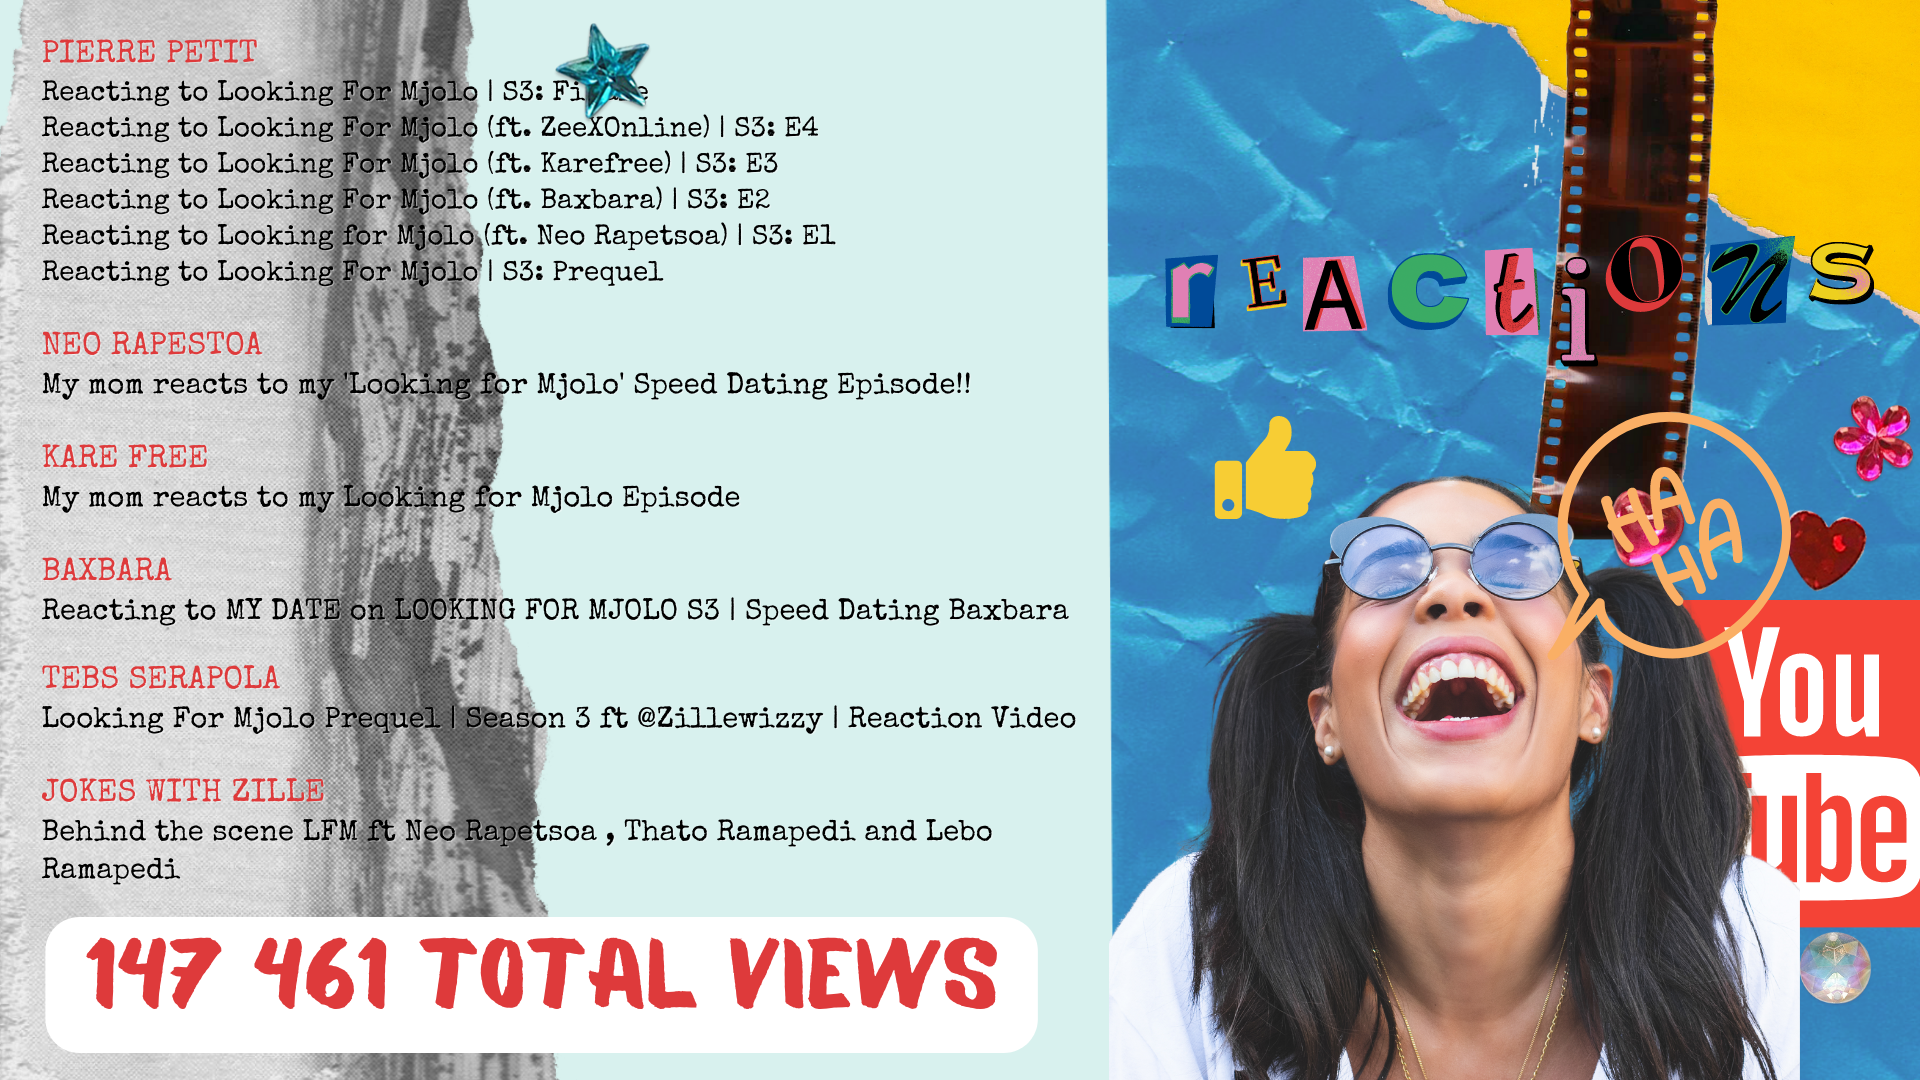 PIERRE PETIT
Reacting to Looking For Mjolo | S3:
Reacting to Looking For Mjolo (ft. ZeeXOnline) | S3: E4
Reacting to Looking For Mjolo (ft. Karefree) | S3: E3
Reacting to Looking For Mjolo (ft. Baxbara) | S3: E2
Reacting to Looking for Mjolo (ft. Neo Rapetsoa) | S3: E1
Reacting to Looking For Mjolo | S3: Prequel
NEO RAPESTOA
My mom reacts to my 'Looking for Mjolo' Speed Dating Episode!!
KARE FREE
My mom reacts to my Looking for Mjolo Episode
BAXBARA
Reacting to MY DATE on LOOKING FOR MJOLO S3 | Speed Dating Baxbara
TEBS SERAPOLA
Looking For Mjolo Prequel | Season 3 ft @Zillewizzy | Reaction Video
JOKES WITH ZILLE
Behind the scene LFM ft Neo Rapetsoa , Thato Ramapedi and Lebo
Ramapedi
147 461 TOTAL VIEWS
rEACtiONS
HA
HA
You
Tube